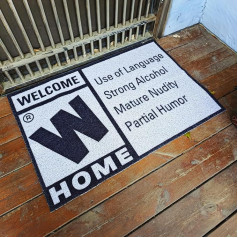 WELCOME
®
W
HOME
Use of Language
Strong Alcohol
Mature Nudity
Partial Humor